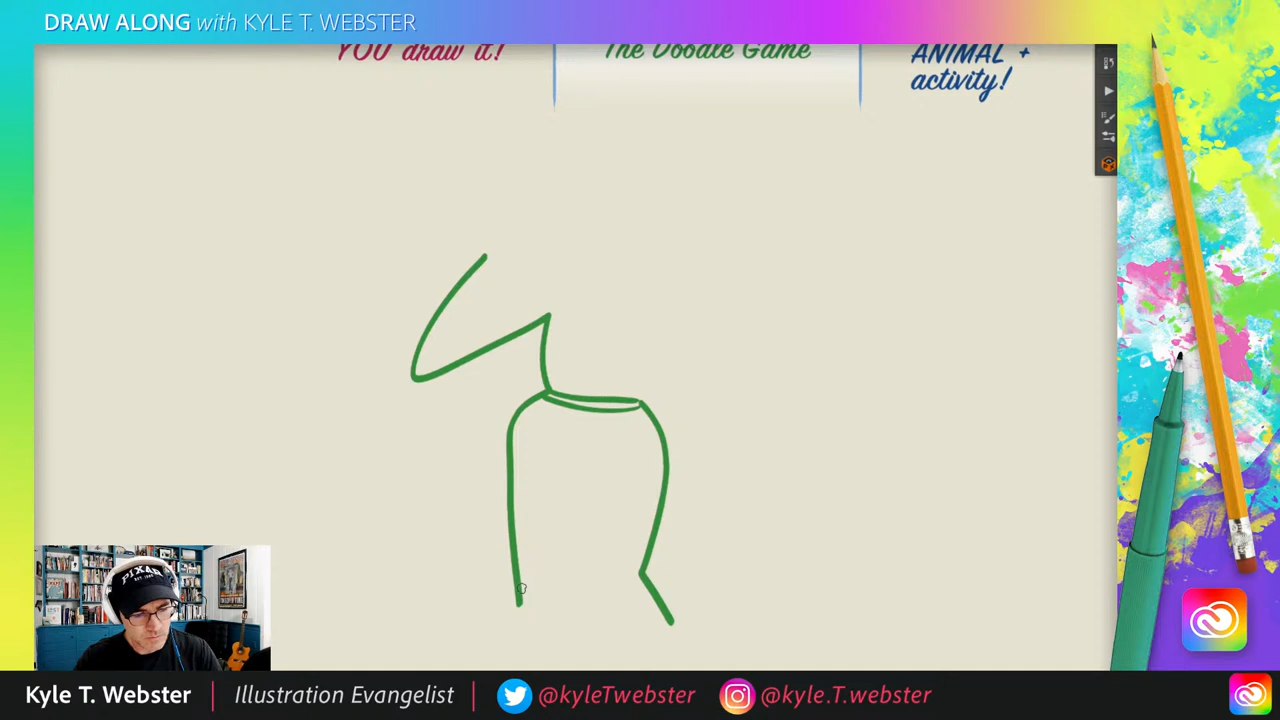 DRAW ALONG with KYLE T. WEBSTER
YOU draw it!
The Doodle Game
ANIMAL +
activity!
PIXAR
Kyle T. Webster | Illustration Evangelist @kyleTwebster @kyle.T.webster